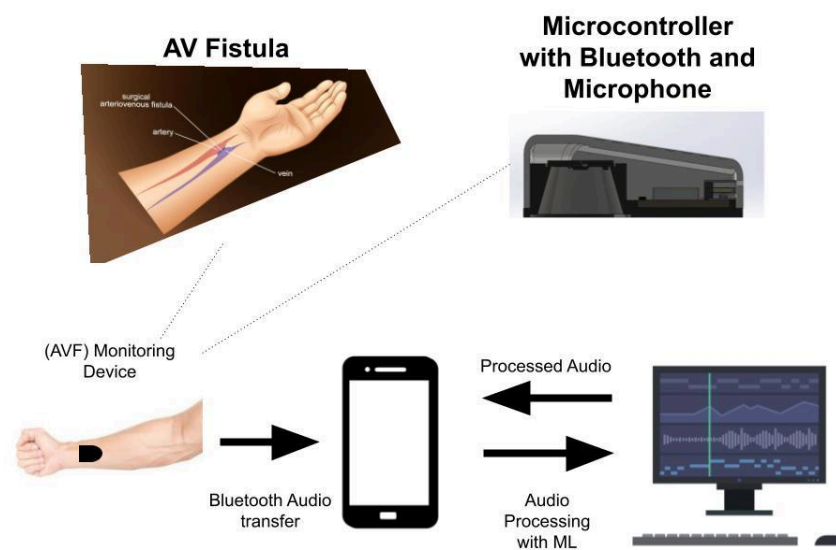 AV Fistula
Microcontroller
with Bluetooth and
Microphone
surgical
arteriovenous fistula
artery
vein
(AVF) Monitoring
Device
Processed Audio
Bluetooth Audio
transfer
Audio
Processing
with ML